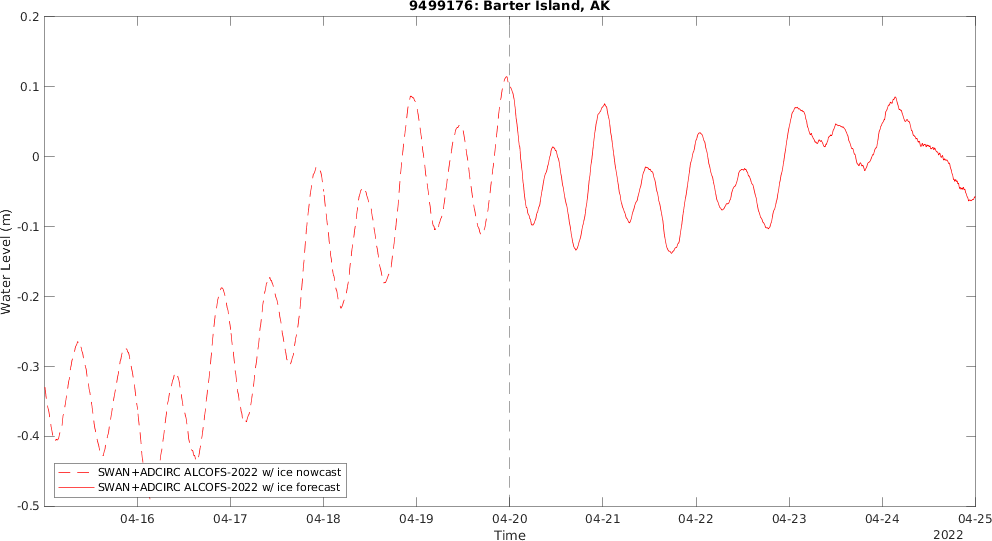 9499176: Barter Island, AK
0.2
0.1
0
-0.1
-0.2
-0.3
-0.4
-0.5
Water Level (m)
SWAN+ADCIRC ALCOFS-2022 w/ ice nowcast
SWAN+ADCIRC ALCOFS-2022 w/ ice forecast
04-16 04-17 04-18 04-19 04-20 04-21 04-22 04-23 04-24 04-25
Time
2022